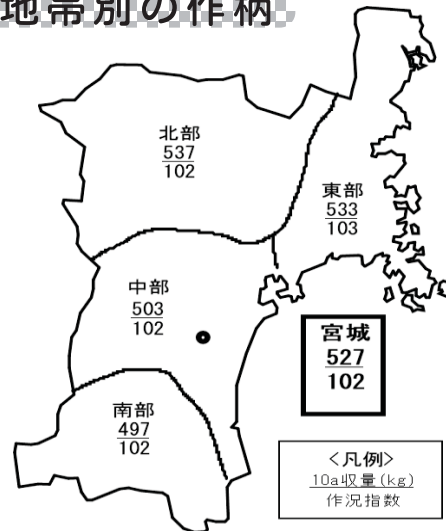 地帯別の作柄
北部
537
102
東部
533
103
中部
503
102
宮城
527
102
南部
497
102
<凡例>
10a収量(kg)
作況指数